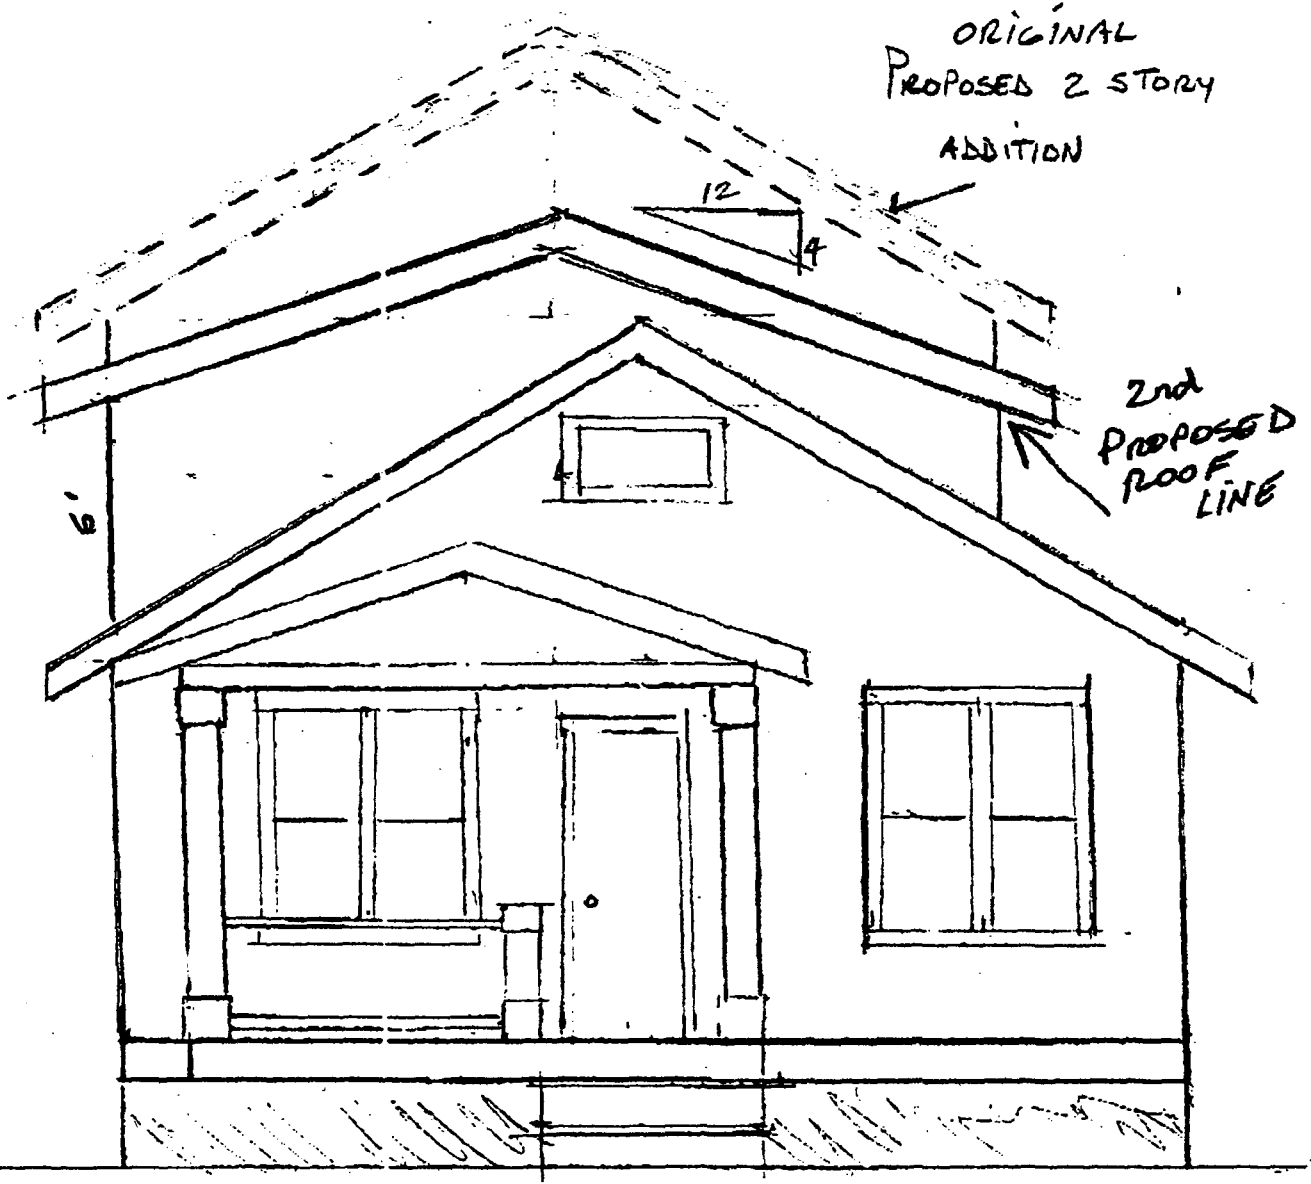 ORIGINAL
PROPOSED 2 STORY
ADDITION
12
4
2nd
PROPOSED
ROOF
LINE
6'